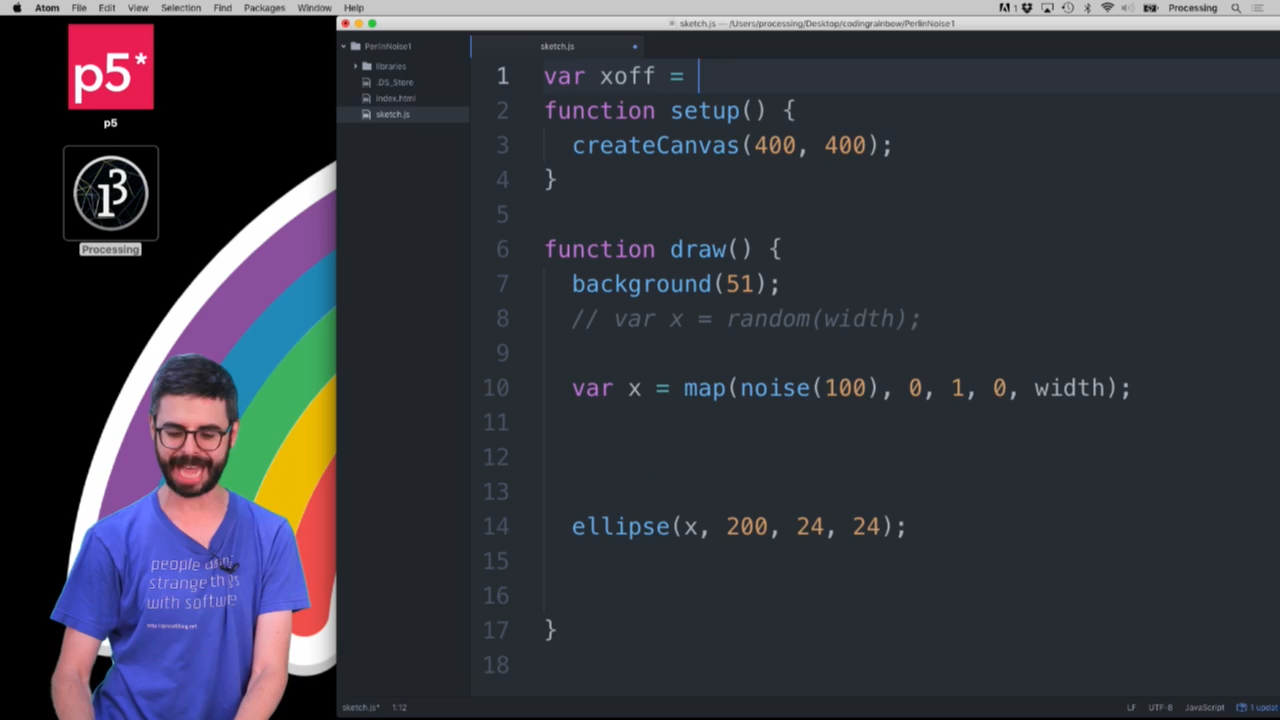 Atom File Edit View Selection Find Packages Window Help
1
Processing
sketch.js — /Users/processing/Desktop/codingrainbow/PerlinNoise1
p5*
p5
Processing
PerlinNoise1
libraries
.DS_Store
index.html
sketch.js
sketch.js
1 var xoff =
2 function setup() {
3 createCanvas(400, 400);
4 }
5
6 function draw() {
7 background(51);
8 // var x = random(width);
9
10 var x = map(noise(100), 0, 1, 0, width);
11
12
13
14 ellipse(x, 200, 24, 24);
15
16
17 }
18
people doing
strange things
with software
sketch.js* 1:12
LF UTF-8 JavaScript 1 updat